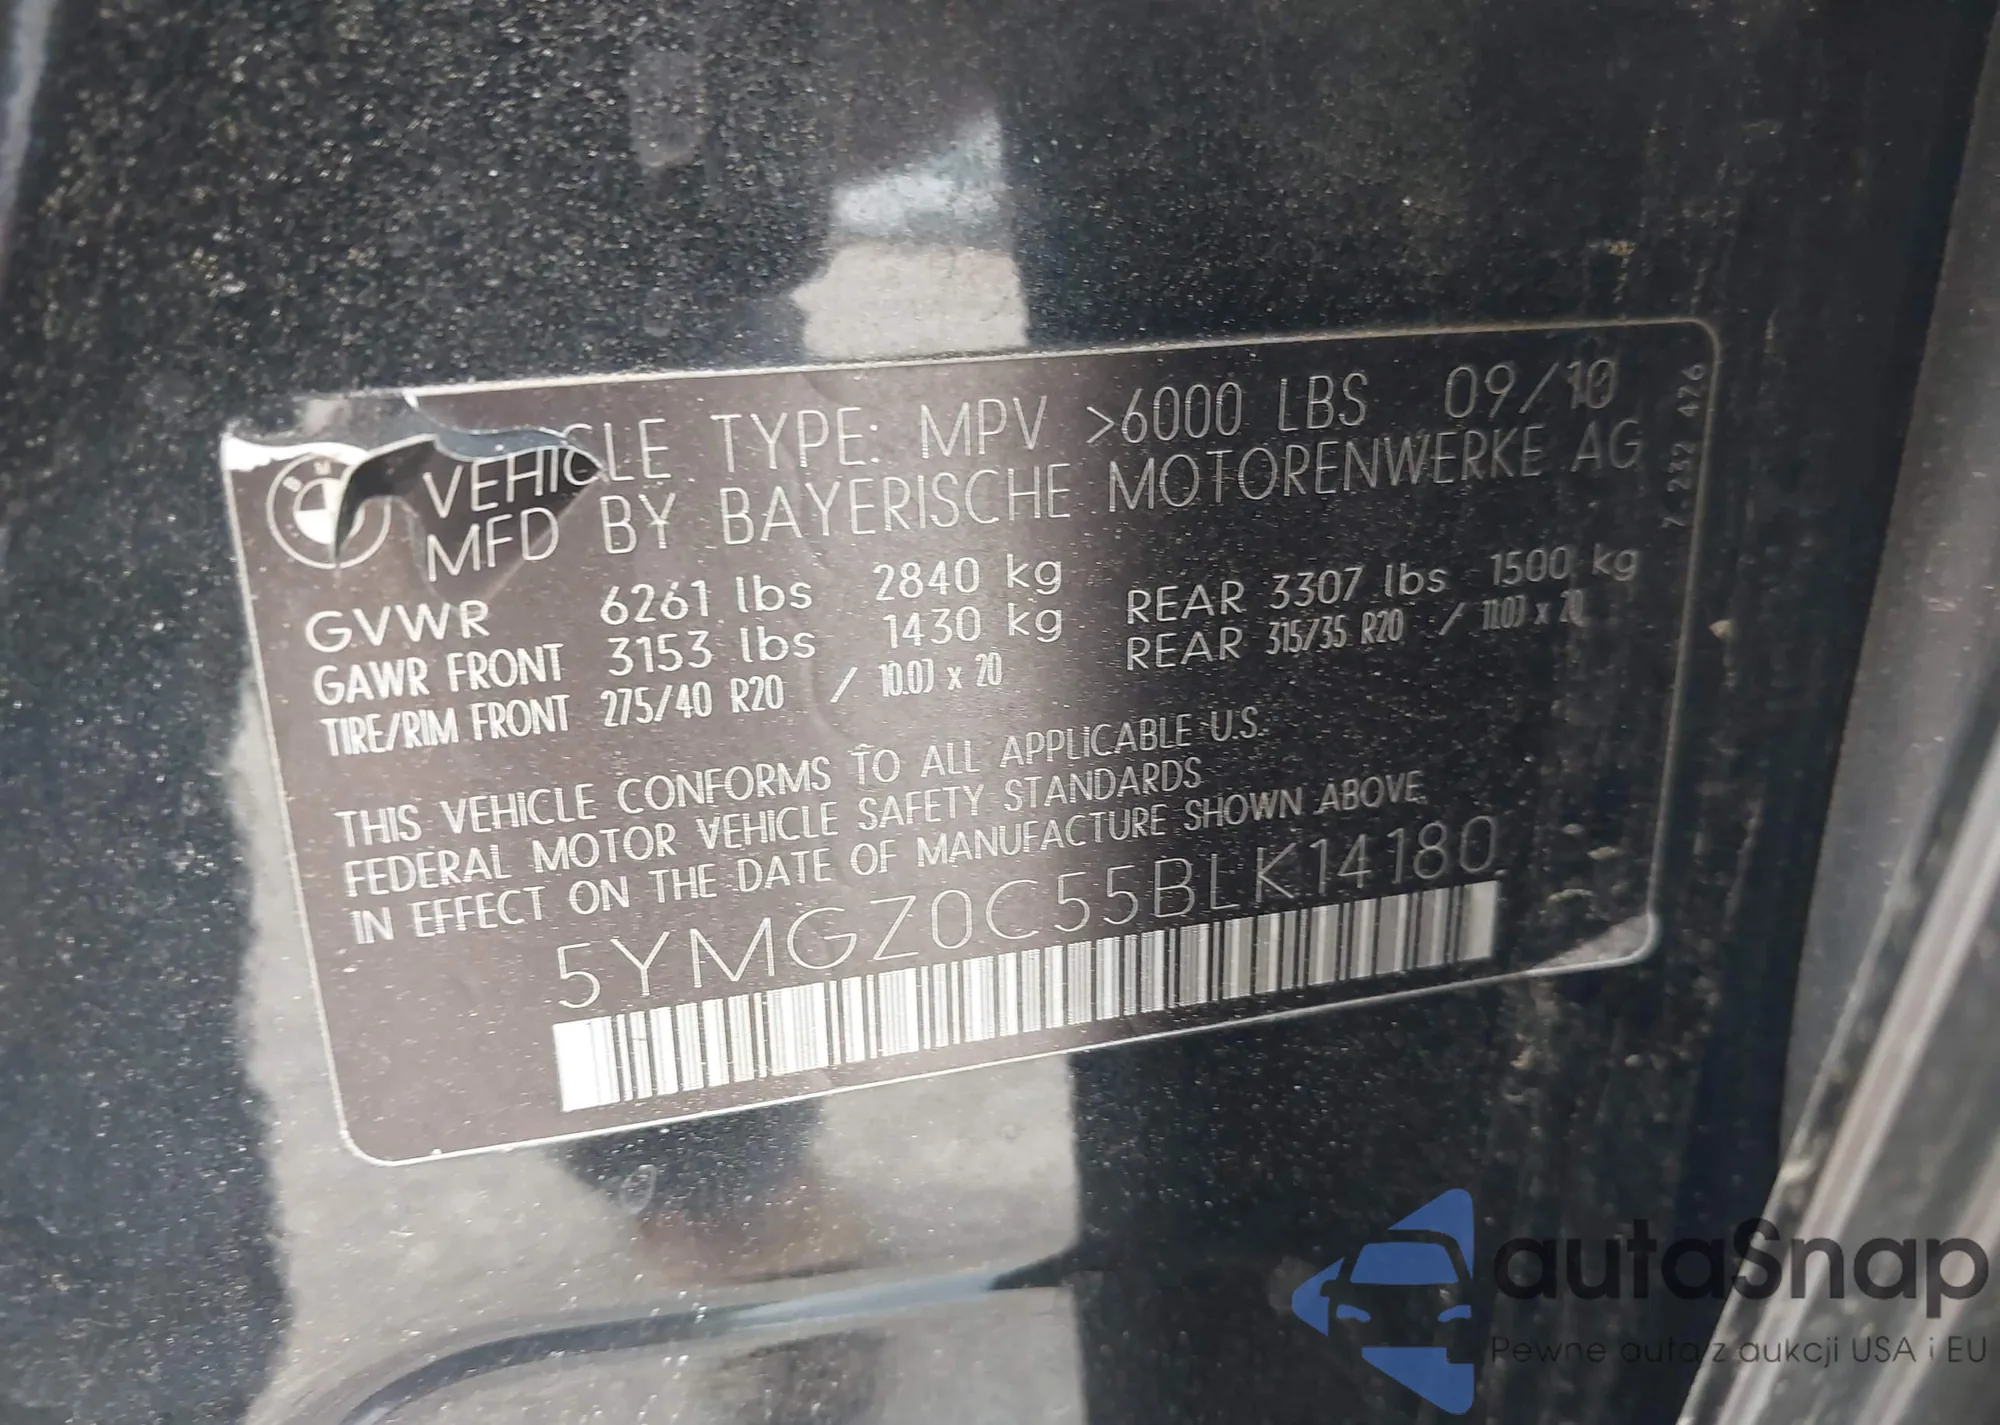 VEHICLE TYPE: MPV >6000 LBS 09/10
MFD BY BAYERISCHE MOTORENWERKE AG
7 232 426
GVWR 6261 lbs 2840 kg
GAWR FRONT 3153 lbs 1430 kg REAR 3307 lbs 1500 kg
TIRE/RIM FRONT 275/40 R20 / 10.0J x 20 REAR 315/35 R20 / 11.0J x 20
THIS VEHICLE CONFORMS TO ALL APPLICABLE U.S.
FEDERAL MOTOR VEHICLE SAFETY STANDARDS
IN EFFECT ON THE DATE OF MANUFACTURE SHOWN ABOVE
5YMGZ0C55BLK14180
autaSnap
Pewne auta z aukcji USA i EU